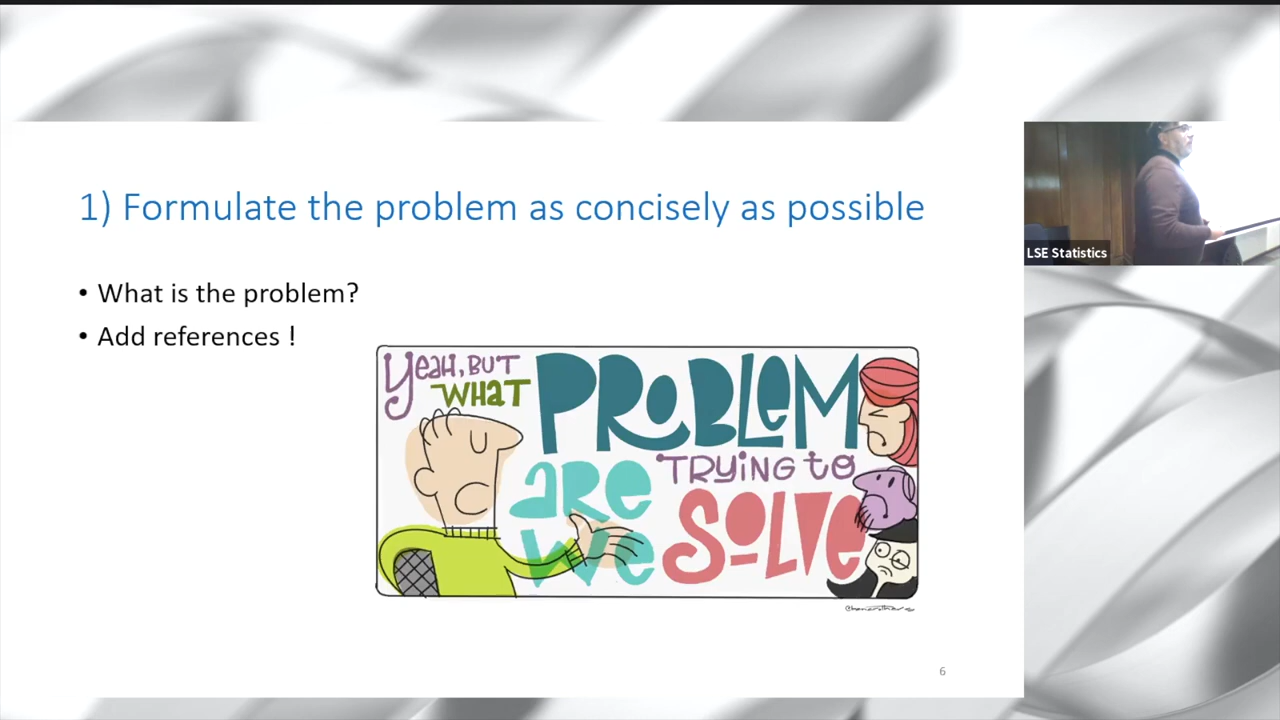 1) Formulate the problem as concisely as possible
• What is the problem?
• Add references !
Yeah, BUT
WHaT
PRoBLeM
aRe
TRYiNG to
We
SoLVe
6
LSE Statistics